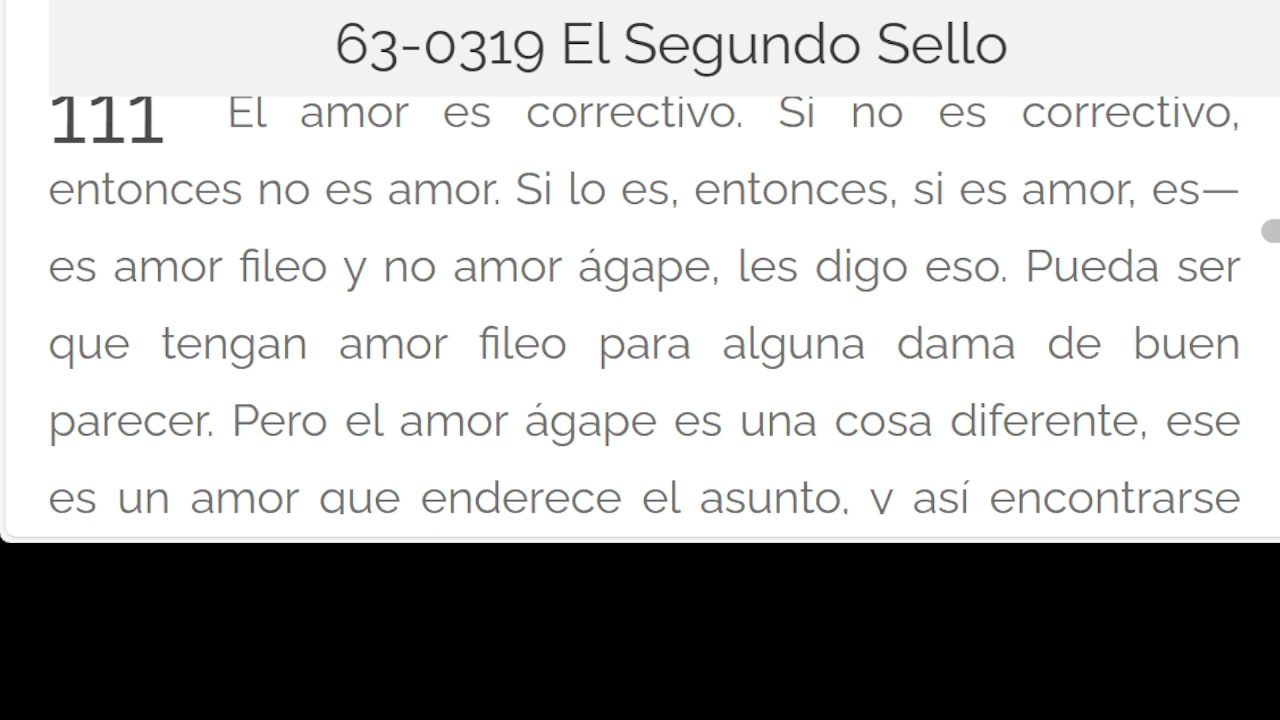 63-0319 El Segundo Sello
111 El amor es correctivo. Si no es correctivo,
entonces no es amor. Si lo es, entonces, si es amor, es—
es amor fileo y no amor ágape, les digo eso. Pueda ser
que tengan amor fileo para alguna dama de buen
parecer. Pero el amor ágape es una cosa diferente, ese
es un amor que enderece el asunto, y así encontrarse